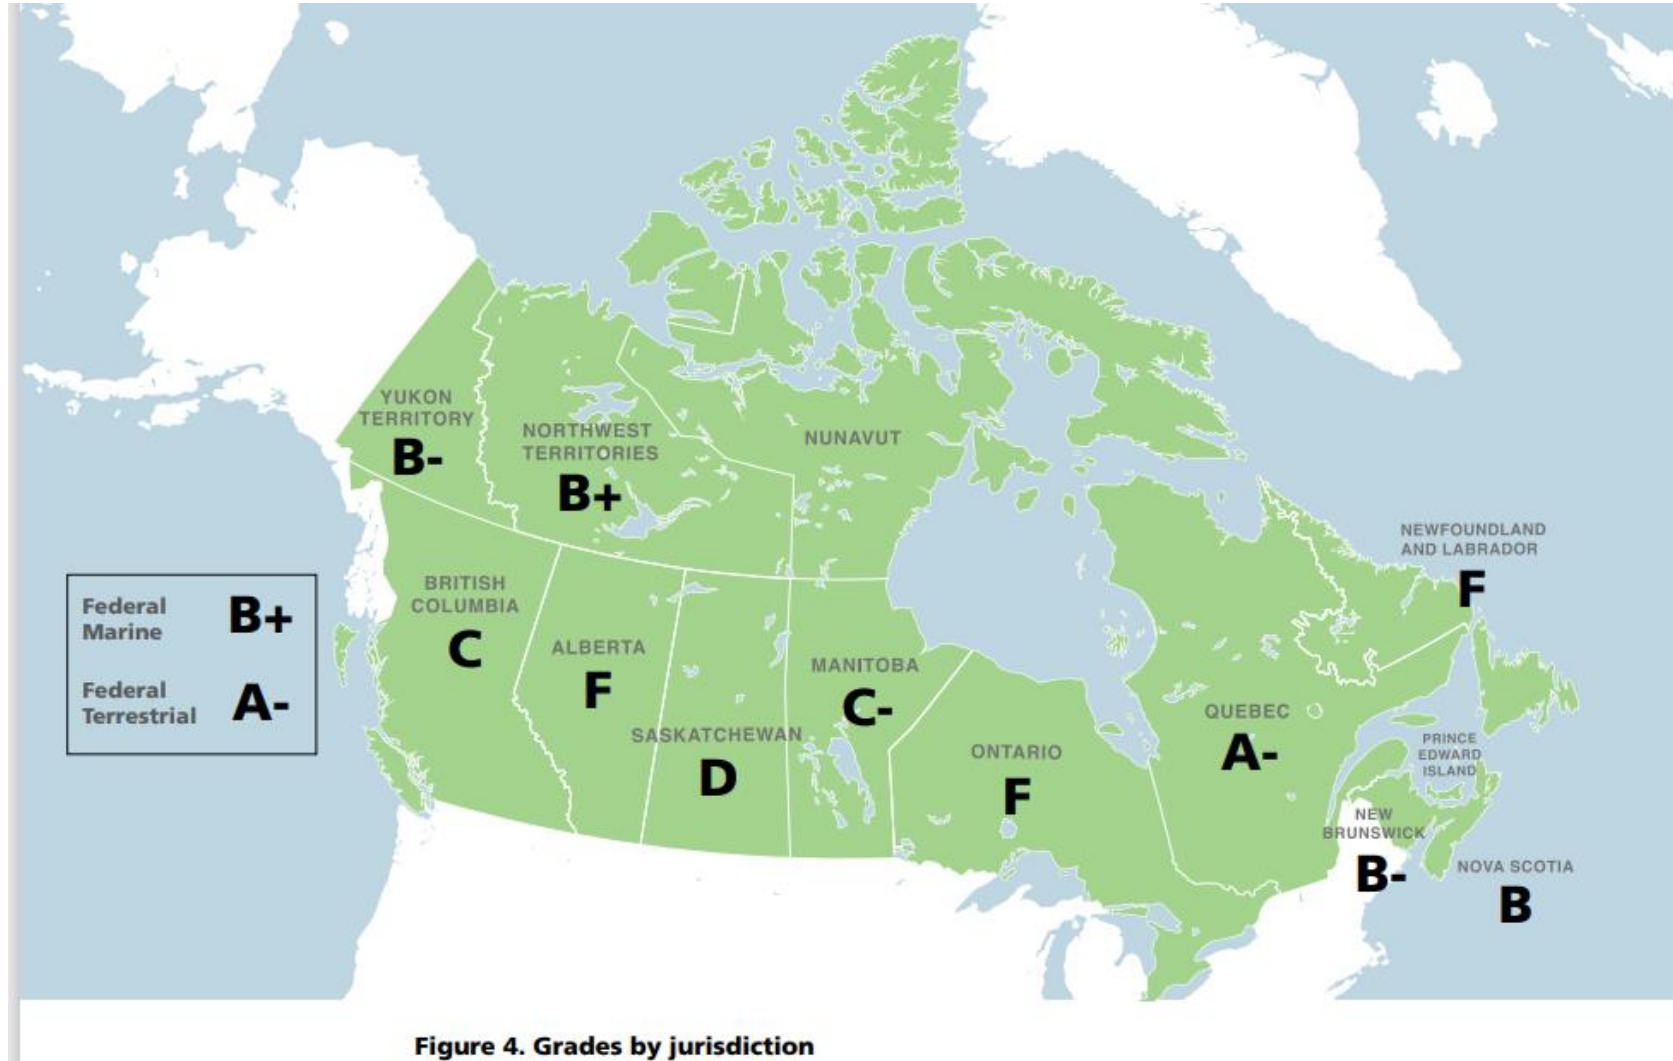 YUKON
TERRITORY
B-
NORTHWEST
TERRITORIES
B+
NUNAVUT
NEWFOUNDLAND
AND LABRADOR
F
Federal
Marine
B+
Federal
Terrestrial
A-
BRITISH
COLUMBIA
C
ALBERTA
F
SASKATCHEWAN
D
MANITOBA
C-
ONTARIO
F
QUEBEC
A-
PRINCE
EDWARD
ISLAND
NEW
BRUNSWICK
B-
NOVA SCOTIA
B
Figure 4. Grades by jurisdiction